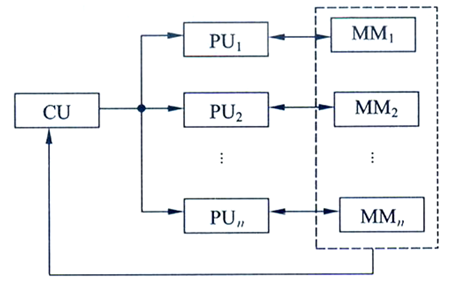 PU₁ MM₁
CU PU₂ MM₂
⋮ ⋮
PUₙ MMₙ